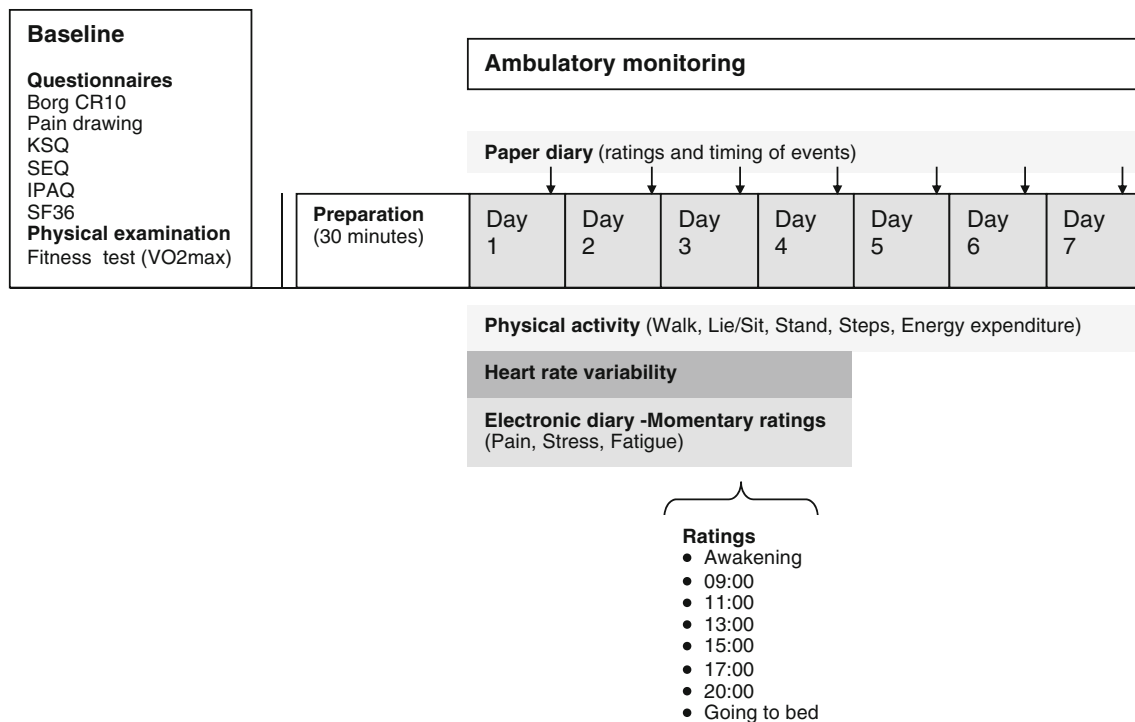 Baseline
Questionnaires
Borg CR10
Pain drawing
KSQ
SEQ
IPAQ
SF36
Physical examination
Fitness test (VO2max)
Ambulatory monitoring
Paper diary (ratings and timing of events)
Preparation
(30 minutes)
Day
1
Day
2
Day
3
Day
4
Day
5
Day
6
Day
7
Physical activity (Walk, Lie/Sit, Stand, Steps, Energy expenditure)
Heart rate variability
Electronic diary -Momentary ratings
(Pain, Stress, Fatigue)
Ratings
• Awakening
• 09:00
• 11:00
• 13:00
• 15:00
• 17:00
• 20:00
• Going to bed